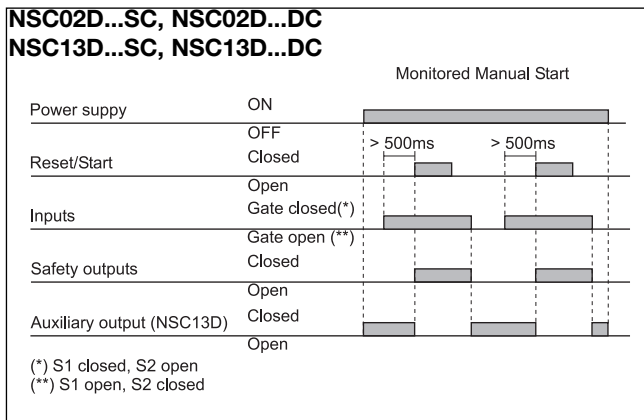 NSC02D...SC, NSC02D...DC
NSC13D...SC, NSC13D...DC
Monitored Manual Start
Power suppy ON
OFF
> 500ms > 500ms
Reset/Start Closed
Open
Inputs Gate closed(*)
Gate open (**)
Safety outputs Closed
Open
Auxiliary output (NSC13D) Closed
Open
(*) S1 closed, S2 open
(**) S1 open, S2 closed